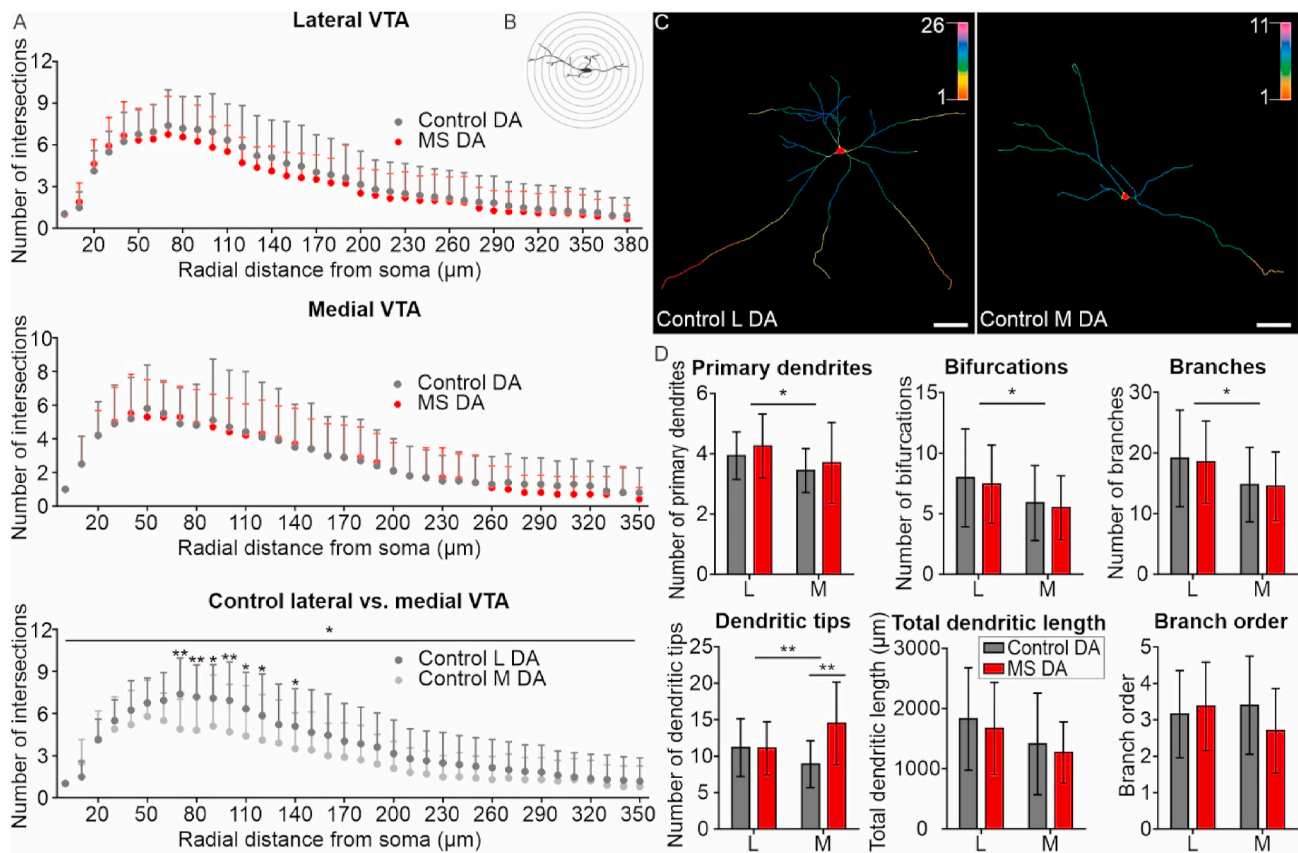 A
Lateral VTA
12
9
6
3
0
Number of intersections
Control DA
MS DA
20 50 80 110 140 170 200 230 260 290 320 350 380
Radial distance from soma (µm)
B
Medial VTA
10
8
6
4
2
0
Number of intersections
Control DA
MS DA
20 50 80 110 140 170 200 230 260 290 320 350
Radial distance from soma (µm)
Control lateral vs. medial VTA
12
9
6
3
0
Number of intersections
*
** ** * ** * * *
Control L DA
Control M DA
20 50 80 110 140 170 200 230 260 290 320 350
Radial distance from soma (µm)
C
26
1
Control L DA
11
1
Control M DA
D
Primary dendrites
6
4
2
0
Number of primary dendrites
*
L M
Bifurcations
15
10
5
0
Number of bifurcations
*
L M
Branches
30
20
10
0
Number of branches
*
L M
Dendritic tips
25
20
15
10
5
0
Number of dendritic tips
**
**
L M
Total dendritic length
3000
2000
1000
0
Total dendritic length (µm)
Control DA
MS DA
L M
Branch order
5
4
3
2
1
0
Branch order
L M